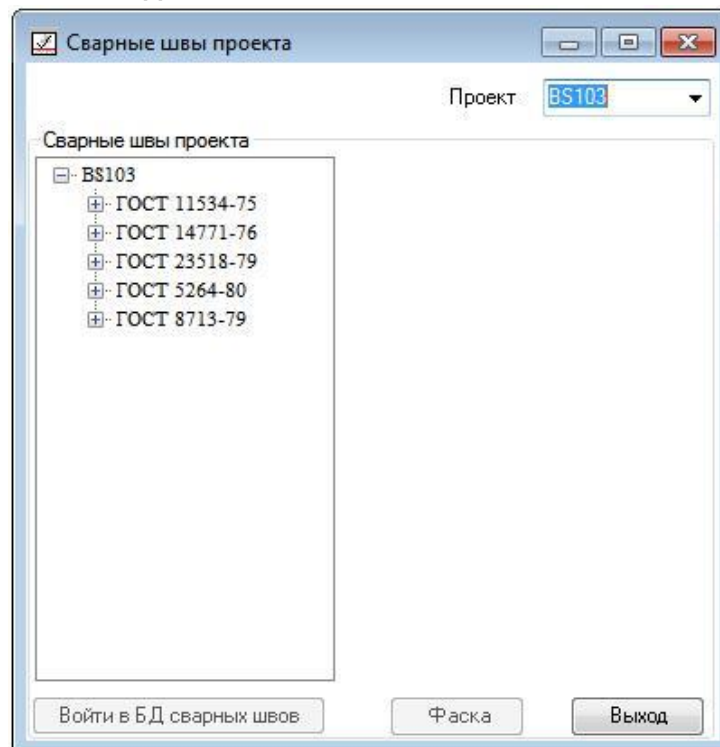 Сварные швы проекта
Проект BS103
Сварные швы проекта
BS103
ГОСТ 11534-75
ГОСТ 14771-76
ГОСТ 23518-79
ГОСТ 5264-80
ГОСТ 8713-79
Войти в БД сварных швов Фаска Выход